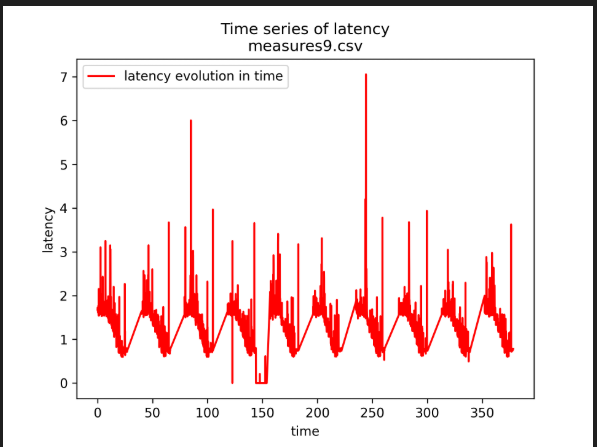 Time series of latency
measures9.csv
latency evolution in time
7
6
5
4
3
2
1
0
latency
0 50 100 150 200 250 300 350
time